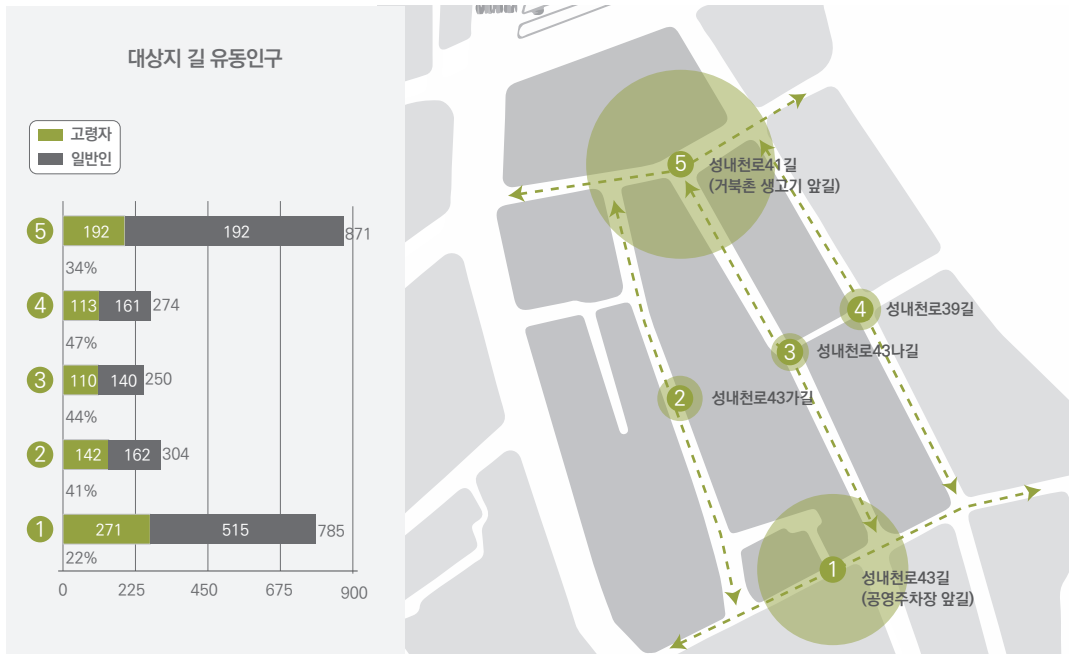 대상지 길 유동인구
고령자
일반인
5 192 192 871
34%
4 113 161 274
47%
3 110 140 250
44%
2 142 162 304
41%
1 271 515 785
22%
0 225 450 675 900
5 성내천로41길
(거북촌 생고기 앞길)
4 성내천로39길
3 성내천로43나길
2 성내천로43가길
1 성내천로43길
(공영주차장 앞길)